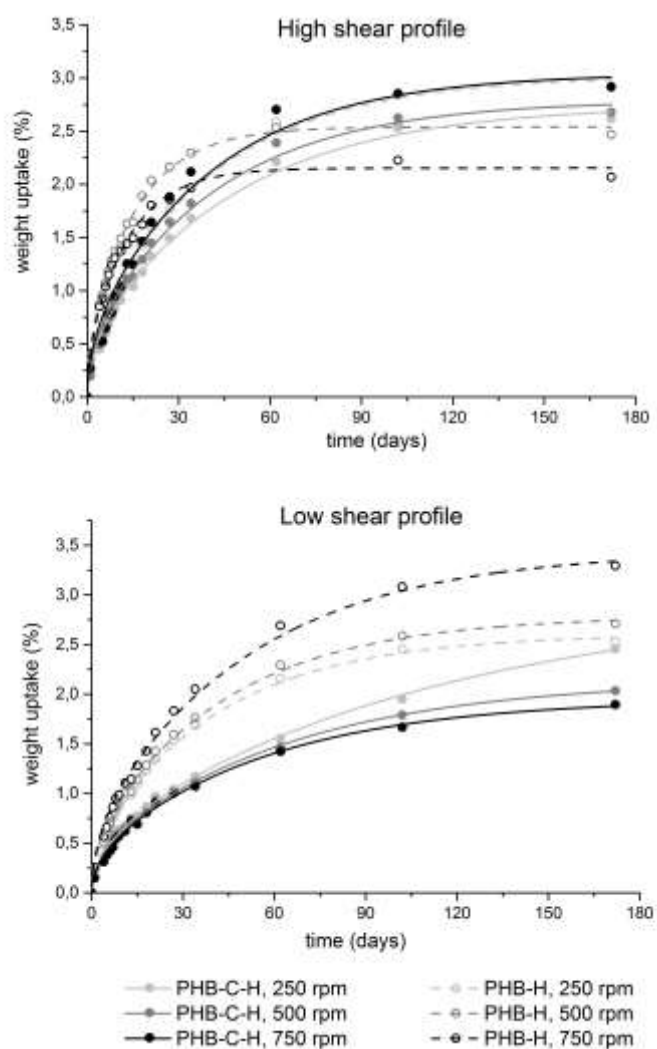 High shear profile
3,5
3,0
2,5
2,0
1,5
1,0
0,5
0,0
weight uptake (%)
0 30 60 90 120 150 180
time (days)
Low shear profile
3,5
3,0
2,5
2,0
1,5
1,0
0,5
0,0
weight uptake (%)
0 30 60 90 120 150 180
time (days)
PHB-C-H, 250 rpm PHB-H, 250 rpm
PHB-C-H, 500 rpm PHB-H, 500 rpm
PHB-C-H, 750 rpm PHB-H, 750 rpm